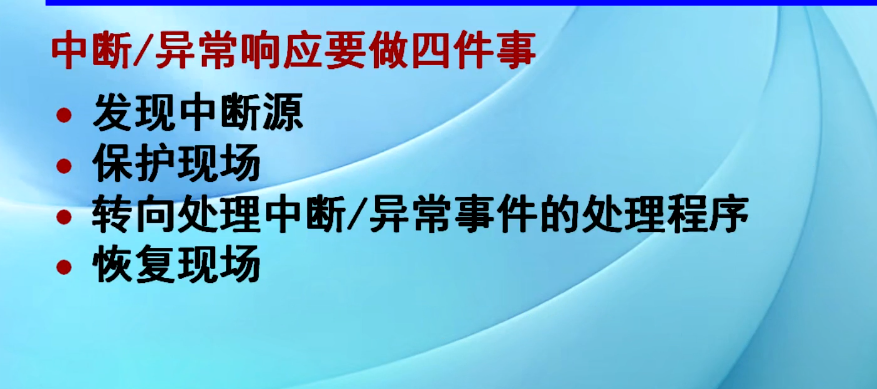 中断/异常响应要做四件事
• 发现中断源
• 保护现场
• 转向处理中断/异常事件的处理程序
• 恢复现场